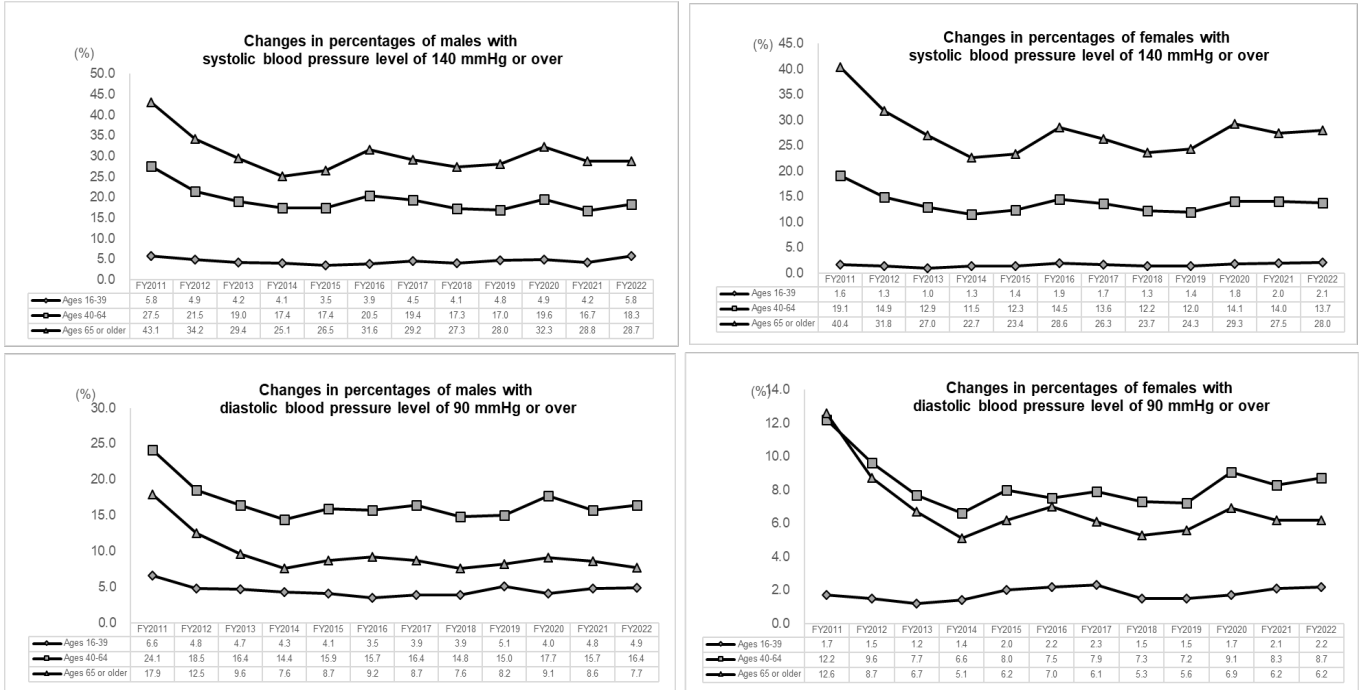 Changes in percentages of males with
systolic blood pressure level of 140 mmHg or over
(%)
50.0
45.0
40.0
35.0
30.0
25.0
20.0
15.0
10.0
5.0
0.0
FY2011 FY2012 FY2013 FY2014 FY2015 FY2016 FY2017 FY2018 FY2019 FY2020 FY2021 FY2022
Ages 16-39 5.8 4.9 4.2 4.1 3.5 3.9 4.5 4.1 4.8 4.9 4.2 5.8
Ages 40-64 27.5 21.5 19.0 17.4 17.4 20.5 19.4 17.3 17.0 19.6 16.7 18.3
Ages 65 or older 43.1 34.2 29.4 25.1 26.5 31.6 29.2 27.3 28.0 32.3 28.8 28.7
Changes in percentages of females with
systolic blood pressure level of 140 mmHg or over
(%)
45.0
40.0
35.0
30.0
25.0
20.0
15.0
10.0
5.0
0.0
FY2011 FY2012 FY2013 FY2014 FY2015 FY2016 FY2017 FY2018 FY2019 FY2020 FY2021 FY2022
Ages 16-39 1.6 1.3 1.0 1.3 1.4 1.9 1.7 1.3 1.4 1.8 2.0 2.1
Ages 40-64 19.1 14.9 12.9 11.5 12.3 14.5 13.6 12.2 12.0 14.1 14.0 13.7
Ages 65 or older 40.4 31.8 27.0 22.7 23.4 28.6 26.3 23.7 24.3 29.3 27.5 28.0
Changes in percentages of males with
diastolic blood pressure level of 90 mmHg or over
(%)
30.0
25.0
20.0
15.0
10.0
5.0
0.0
FY2011 FY2012 FY2013 FY2014 FY2015 FY2016 FY2017 FY2018 FY2019 FY2020 FY2021 FY2022
Ages 16-39 6.6 4.8 4.7 4.3 4.1 3.5 3.9 3.9 5.1 4.0 4.8 4.9
Ages 40-64 24.1 18.5 16.4 14.4 15.9 15.7 16.4 14.8 15.0 17.7 15.7 16.4
Ages 65 or older 17.9 12.5 9.6 7.6 8.7 9.2 8.7 7.6 8.2 9.1 8.6 7.7
Changes in percentages of females with
diastolic blood pressure level of 90 mmHg or over
(%)
14.0
12.0
10.0
8.0
6.0
4.0
2.0
0.0
FY2011 FY2012 FY2013 FY2014 FY2015 FY2016 FY2017 FY2018 FY2019 FY2020 FY2021 FY2022
Ages 16-39 1.7 1.5 1.2 1.4 2.0 2.2 2.3 1.5 1.5 1.7 2.1 2.2
Ages 40-64 12.2 9.6 7.7 6.6 8.0 7.5 7.9 7.3 7.2 9.1 8.3 8.7
Ages 65 or older 12.6 8.7 6.7 5.1 6.2 7.0 6.1 5.3 5.6 6.9 6.2 6.2